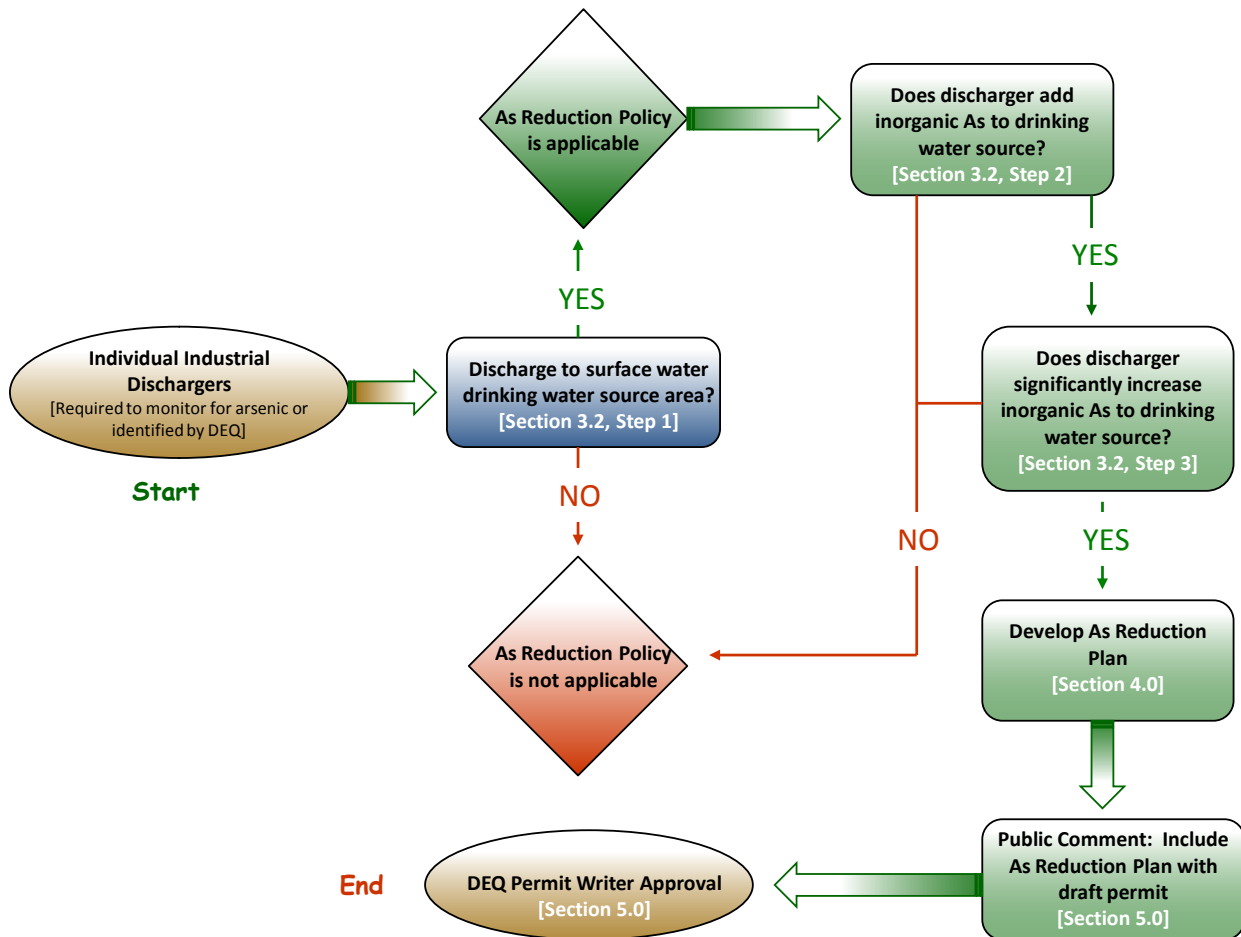 As Reduction Policy
is applicable
Does discharger add
inorganic As to drinking
water source?
[Section 3.2, Step 2]
YES
YES
Individual Industrial
Dischargers
[Required to monitor for arsenic or
identified by DEQ]
Start
Discharge to surface water
drinking water source area?
[Section 3.2, Step 1]
Does discharger
significantly increase
inorganic As to drinking
water source?
[Section 3.2, Step 3]
NO
NO
YES
As Reduction Policy
is not applicable
Develop As Reduction
Plan
[Section 4.0]
Public Comment:  Include
As Reduction Plan with
draft permit
[Section 5.0]
End
DEQ Permit Writer Approval
[Section 5.0]